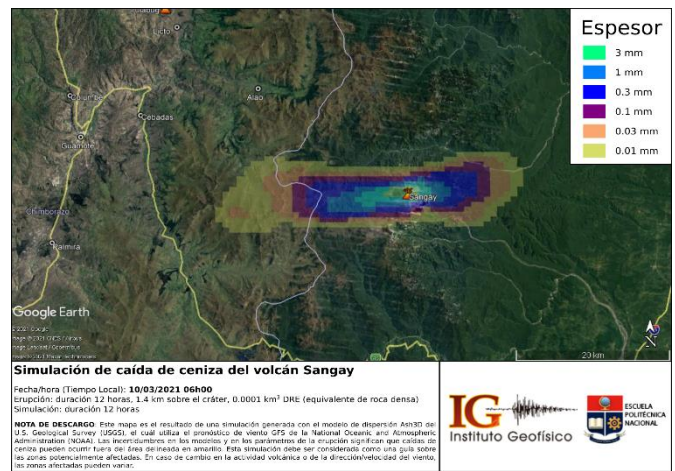 Licto
Espesor
3 mm
1 mm
0.3 mm
0.1 mm
0.03 mm
0.01 mm
Columbe
Cebadas
Alao
Guamote
Sangay
Chimborazo
Palmira
Google Earth
20 km
N
Simulación de caída de ceniza del volcán Sangay
Fecha/hora (Tiempo Local): 10/03/2021 06h00
Erupción: duración 12 horas, 1.4 km sobre el cráter, 0.0001 km³ DRE (equivalente de roca densa)
Simulación: duración 12 horas
NOTA DE DESCARGO: Este mapa es el resultado de una simulación generada con el modelo de dispersión Ash3D del
U.S. Geological Survey (USGS), el cuál utiliza el pronóstico de viento GFS de la National Oceanic and Atmospheric
Administration (NOAA). Las incertidumbres en los modelos y en los parámetros de la erupción significan que caídas de
ceniza pueden ocurrir fuera del área delineada en amarillo. Esta simulación debe ser considerada como una guía sobre
las zonas potencialmente afectadas. En caso de cambio en la actividad volcánica o de la dirección/velocidad del viento,
las zonas afectadas pueden variar.
IG
Instituto Geofísico
ESCUELA
POLITÉCNICA
NACIONAL